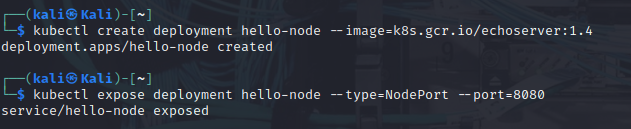 ┌──(kali㉿Kali)-[~]
└─$ kubectl create deployment hello-node --image=k8s.gcr.io/echoserver:1.4
deployment.apps/hello-node created
┌──(kali㉿Kali)-[~]
└─$ kubectl expose deployment hello-node --type=NodePort --port=8080
service/hello-node exposed